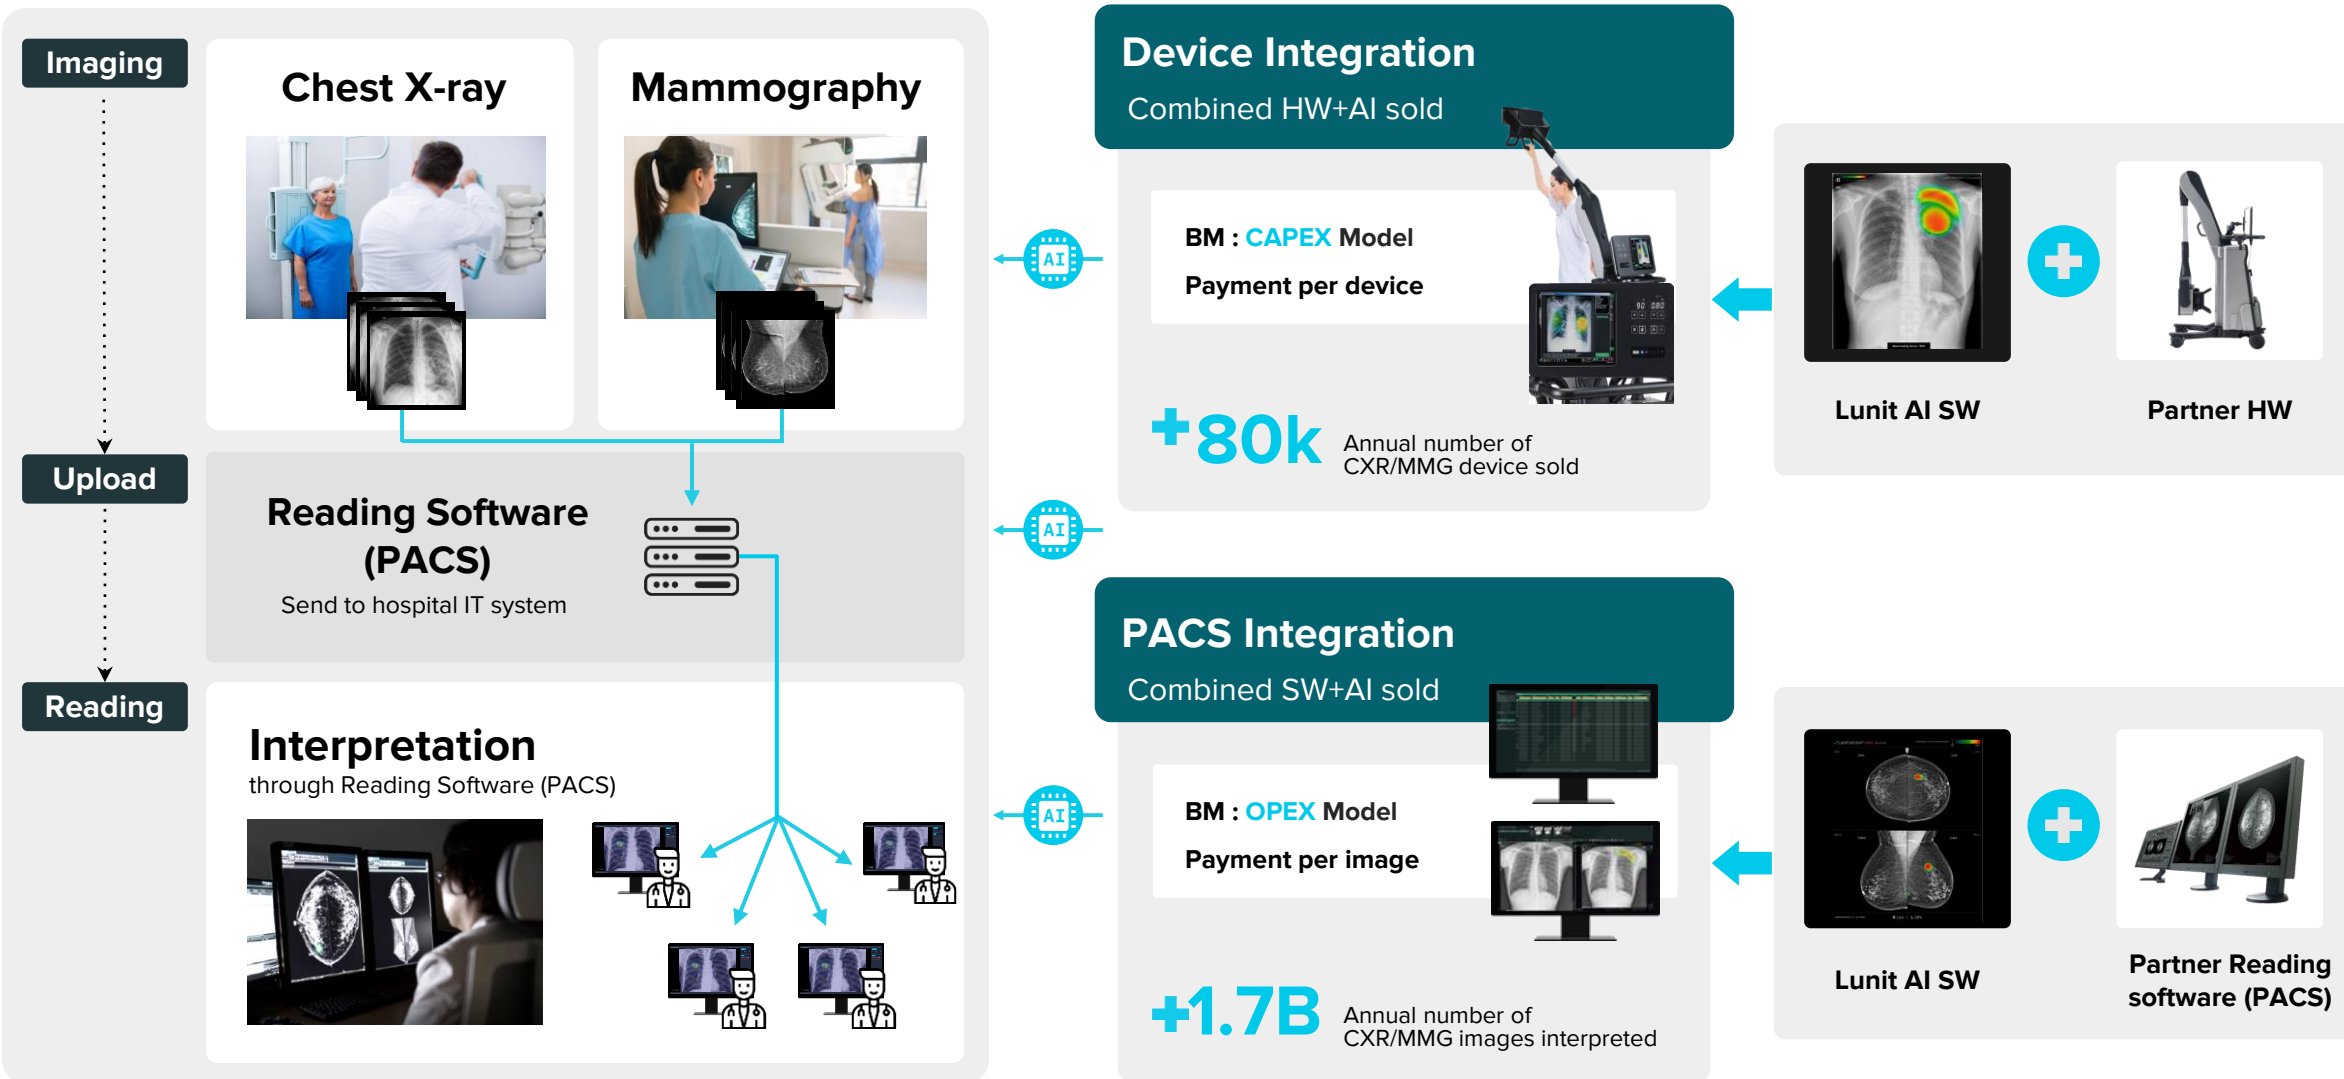 Imaging
Chest X-ray
Mammography
Upload
Reading Software
(PACS)
Send to hospital IT system
Reading
Interpretation
through Reading Software (PACS)
AI
AI
AI
Device Integration
Combined HW+AI sold
BM : CAPEX Model
Payment per device
+80k
Annual number of
CXR/MMG device sold
Lunit AI SW
Partner HW
PACS Integration
Combined SW+AI sold
BM : OPEX Model
Payment per image
+1.7B
Annual number of
CXR/MMG images interpreted
Lunit AI SW
Partner Reading
software (PACS)